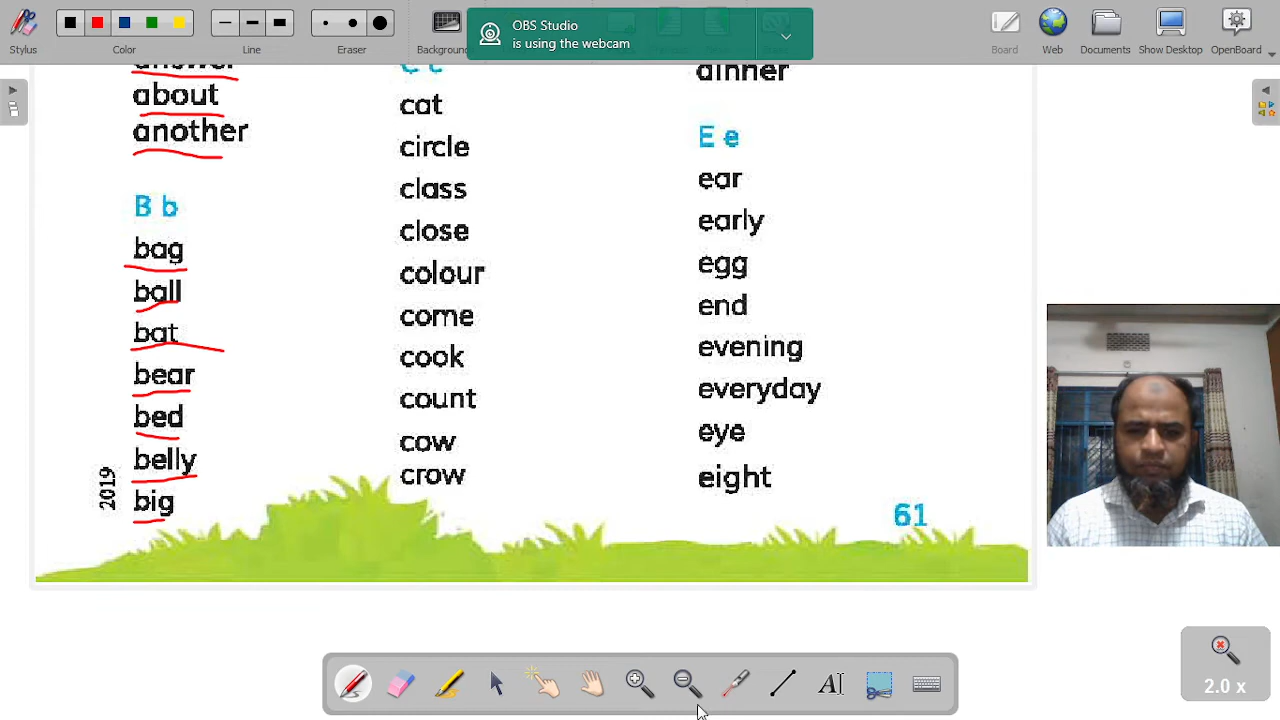 Stylus
Color
Line
Eraser
Background
OBS Studio
is using the webcam
Board
Web
Documents
Show Desktop
OpenBoard
answer
about
another
B b
bag
ball
bat
bear
bed
belly
big
2019
C c
cat
circle
class
close
colour
come
cook
count
cow
crow
dinner
E e
ear
early
egg
end
evening
everyday
eye
eight
61
AI
2.0 x